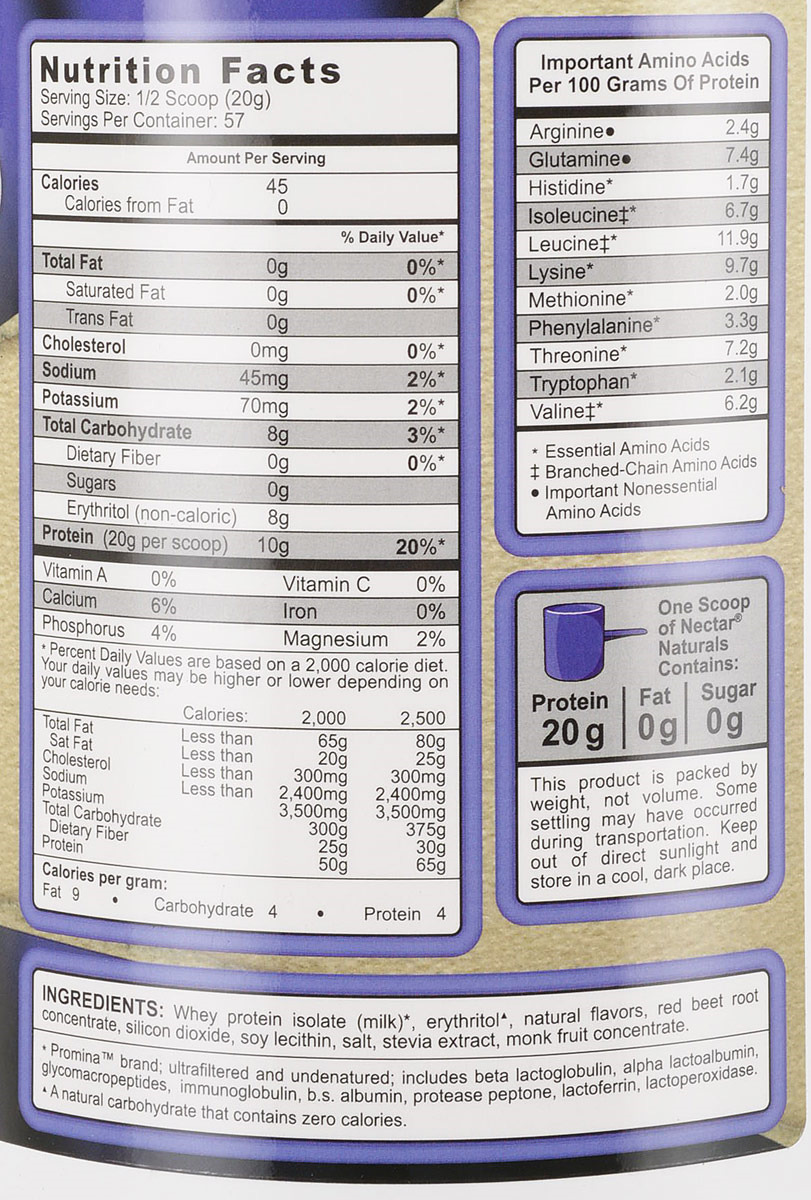 Nutrition Facts
Serving Size: 1/2 Scoop (20g)
Servings Per Container: 57
Amount Per Serving
Calories 45
Calories from Fat 0
% Daily Value*
Total Fat 0g 0%*
Saturated Fat 0g 0%*
Trans Fat 0g
Cholesterol 0mg 0%*
Sodium 45mg 2%*
Potassium 70mg 2%*
Total Carbohydrate 8g 3%*
Dietary Fiber 0g 0%*
Sugars 0g
Erythritol (non-caloric) 8g
Protein (20g per scoop) 10g 20%*
Vitamin A 0% Vitamin C 0%
Calcium 6% Iron 0%
Phosphorus 4% Magnesium 2%
* Percent Daily Values are based on a 2,000 calorie diet.
Your daily values may be higher or lower depending on
your calorie needs:
Calories: 2,000 2,500
Total Fat Less than 65g 80g
Sat Fat Less than 20g 25g
Cholesterol Less than 300mg 300mg
Sodium Less than 2,400mg 2,400mg
Potassium 3,500mg 3,500mg
Total Carbohydrate 300g 375g
Dietary Fiber 25g 30g
Protein 50g 65g
Calories per gram:
Fat 9 • Carbohydrate 4 • Protein 4
Important Amino Acids
Per 100 Grams Of Protein
Arginine● 2.4g
Glutamine● 7.4g
Histidine* 1.7g
Isoleucine‡* 6.7g
Leucine‡* 11.9g
Lysine* 9.7g
Methionine* 2.0g
Phenylalanine* 3.3g
Threonine* 7.2g
Tryptophan* 2.1g
Valine‡* 6.2g
* Essential Amino Acids
‡ Branched-Chain Amino Acids
● Important Nonessential
Amino Acids
One Scoop
of Nectar®
Naturals
Contains:
Protein Fat Sugar
20g 0g 0g
This product is packed by
weight, not volume. Some
settling may have occurred
during transportation. Keep
out of direct sunlight and
store in a cool, dark place.
INGREDIENTS: Whey protein isolate (milk)*, erythritol▲, natural flavors, red beet root
concentrate, silicon dioxide, soy lecithin, salt, stevia extract, monk fruit concentrate.
* Promina™ brand; ultrafiltered and undenatured; includes beta lactoglobulin, alpha lactoalbumin,
glycomacropeptides, immunoglobulin, b.s. albumin, protease peptone, lactoferrin, lactoperoxidase.
▲ A natural carbohydrate that contains zero calories.